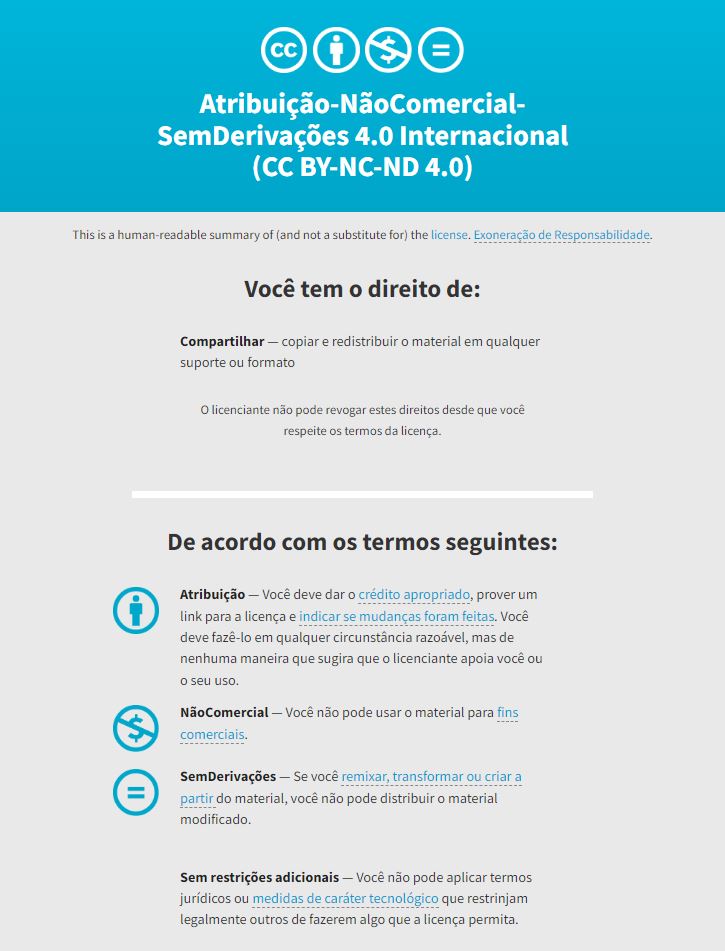 cc $ =
Atribuição-NãoComercial-
SemDerivações 4.0 Internacional
(CC BY-NC-ND 4.0)
This is a human-readable summary of (and not a substitute for) the license. Exoneração de Responsabilidade.
Você tem o direito de:
Compartilhar — copiar e redistribuir o material em qualquer
suporte ou formato
O licenciante não pode revogar estes direitos desde que você
respeite os termos da licença.
De acordo com os termos seguintes:
Atribuição — Você deve dar o crédito apropriado, prover um
link para a licença e indicar se mudanças foram feitas. Você
deve fazê-lo em qualquer circunstância razoável, mas de
nenhuma maneira que sugira que o licenciante apoia você ou
o seu uso.
$
NãoComercial — Você não pode usar o material para fins
comerciais.
=
SemDerivações — Se você remixar, transformar ou criar a
partir do material, você não pode distribuir o material
modificado.
Sem restrições adicionais — Você não pode aplicar termos
jurídicos ou medidas de caráter tecnológico que restrinjam
legalmente outros de fazerem algo que a licença permita.